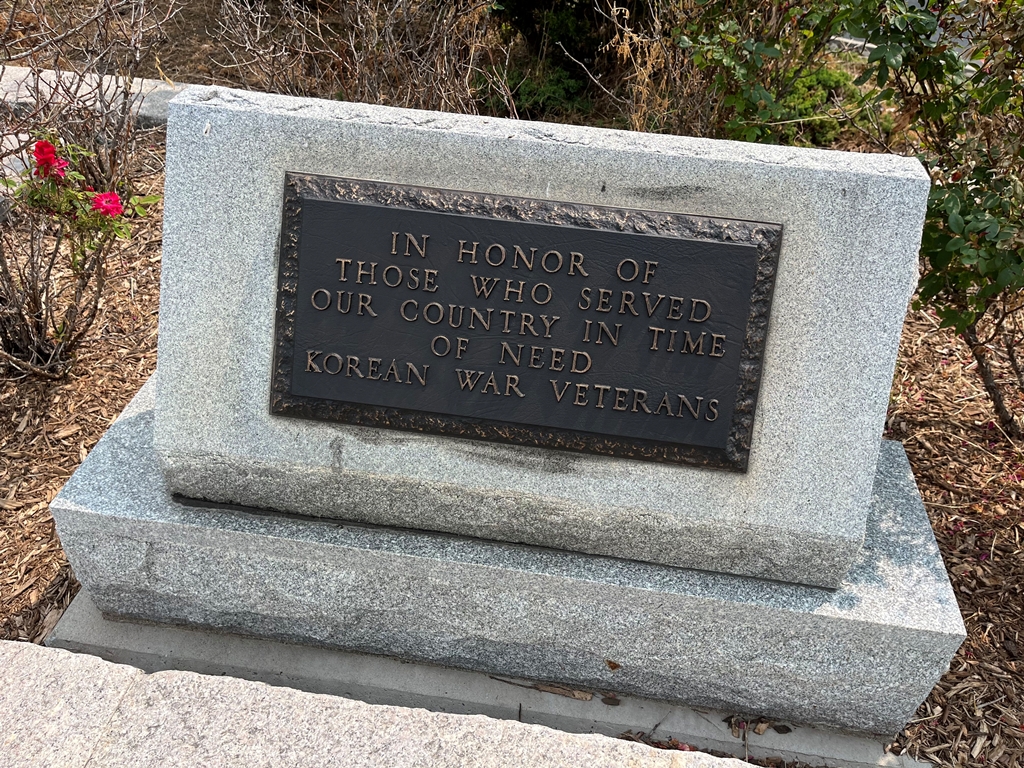 IN HONOR OF
THOSE WHO SERVED
OUR COUNTRY IN TIME
OF NEED
KOREAN WAR VETERANS